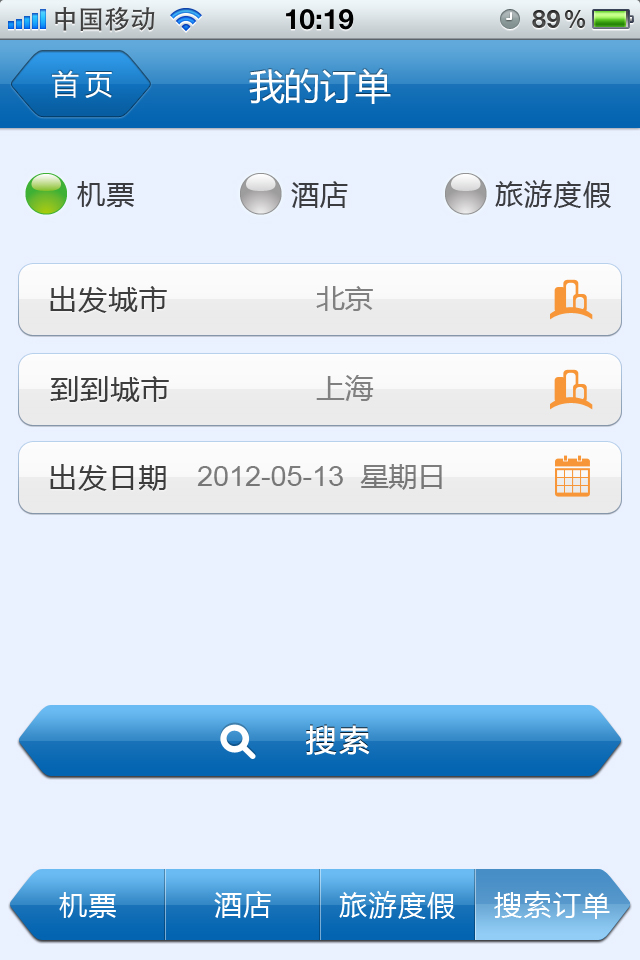 中国移动 10:19 89%
首页 我的订单
机票 酒店 旅游度假
出发城市 北京
到到城市 上海
出发日期 2012-05-13 星期日
搜索
机票 酒店 旅游度假 搜索订单